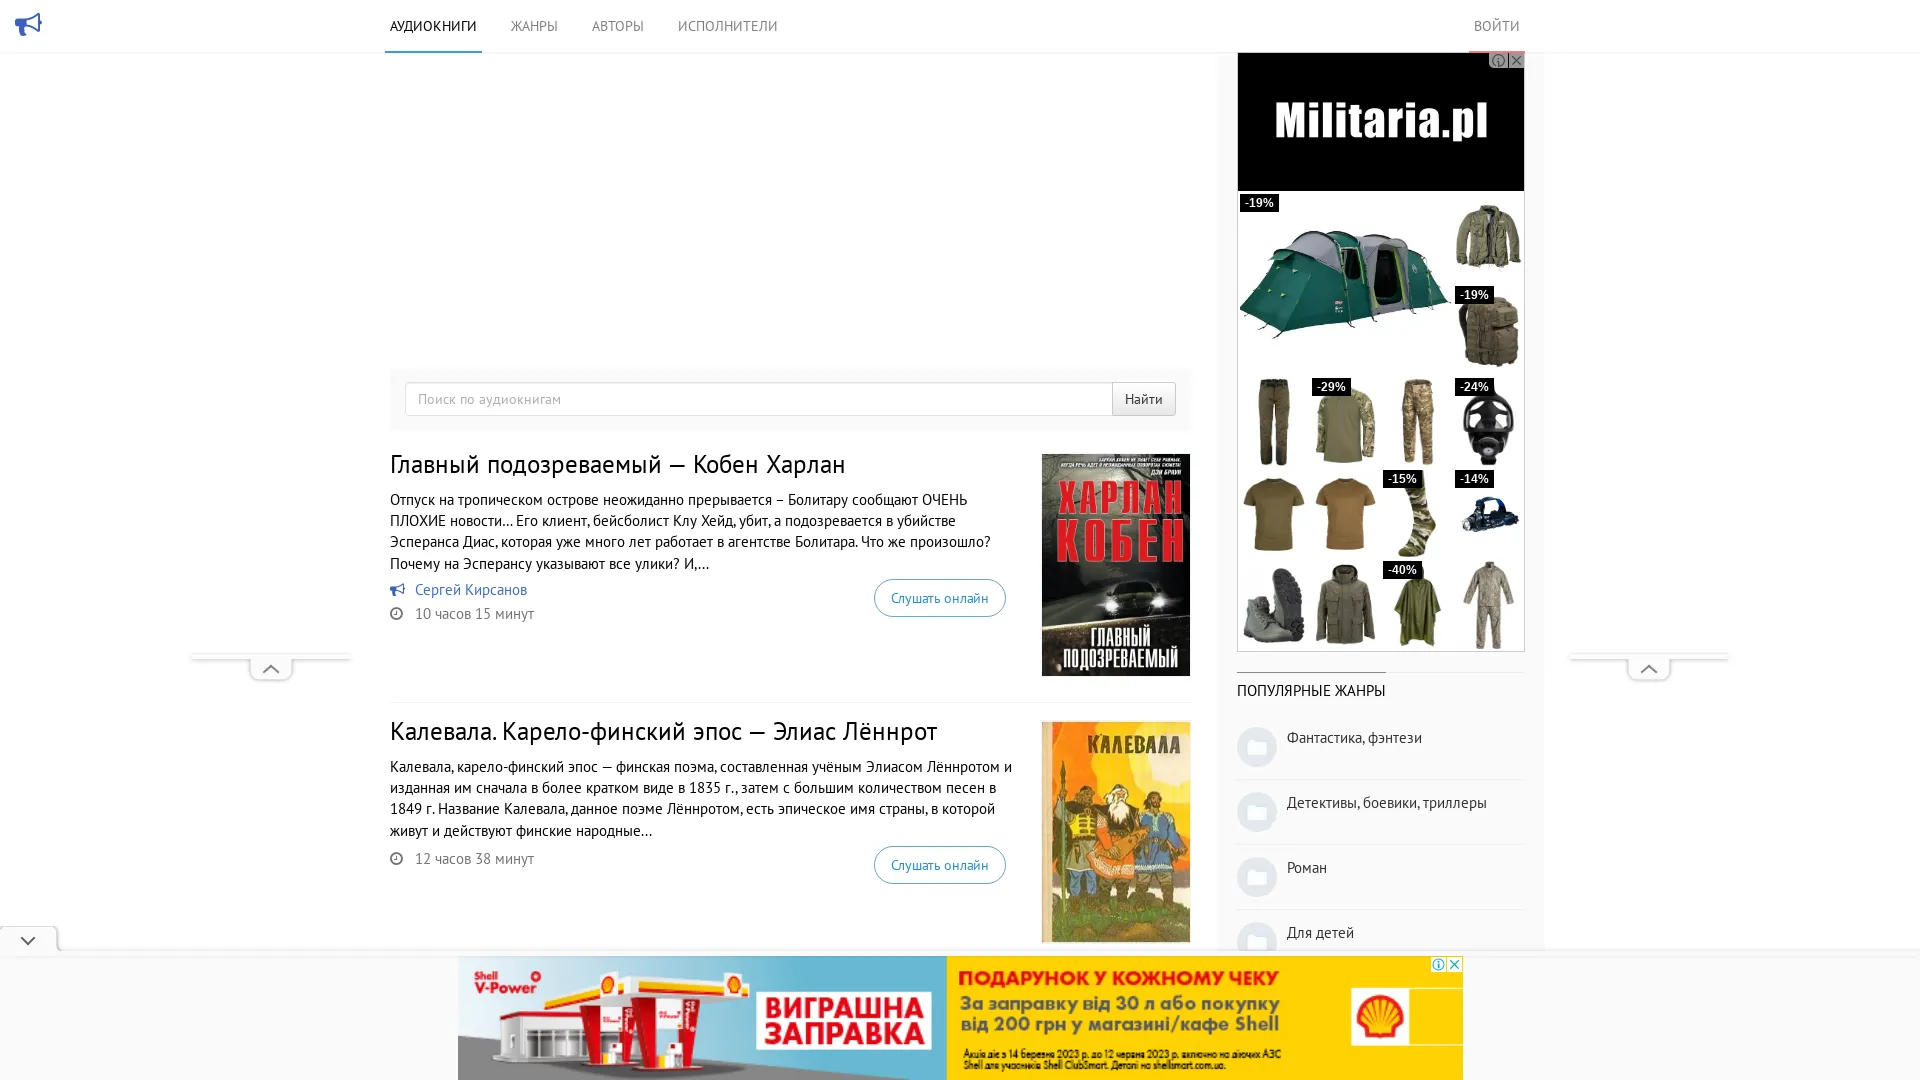 АУДИОКНИГИ
ЖАНРЫ
АВТОРЫ
ИСПОЛНИТЕЛИ
ВОЙТИ
Militaria.pl
-19%
-19%
-29%
-24%
-15%
-14%
-40%
Поиск по аудиокнигам
Найти
Главный подозреваемый — Кобен Харлан
Отпуск на тропическом острове неожиданно прерывается – Болитару сообщают ОЧЕНЬ
ПЛОХИЕ новости... Его клиент, бейсболист Клу Хейд, убит, а подозревается в убийстве
Эсперанса Диас, которая уже много лет работает в агентстве Болитара. Что же произошло?
Почему на Эсперансу указывают все улики? И,...
Сергей Кирсанов
10 часов 15 минут
Слушать онлайн
ДЭН БРАУН
ХАРЛАН
КОБЕН
ГЛАВНЫЙ
ПОДОЗРЕВАЕМЫЙ
Калевала. Карело-финский эпос — Элиас Лённрот
Калевала, карело-финский эпос — финская поэма, составленная учёным Элиасом Лённротом и
изданная им сначала в более кратком виде в 1835 г., затем с большим количеством песен в
1849 г. Название Калевала, данное поэме Лённротом, есть эпическое имя страны, в которой
живут и действуют финские народные...
12 часов 38 минут
Слушать онлайн
КАЛЕВАЛА
ПОПУЛЯРНЫЕ ЖАНРЫ
Фантастика, фэнтези
Детективы, боевики, триллеры
Роман
Для детей
Shell
V-Power
ВИГРАШНА
ЗАПРАВКА
ПОДАРУНОК У КОЖНОМУ ЧЕКУ
За заправку від 30 л або покупку
від 200 грн у магазині/кафе Shell
Акція діє з 14 березня 2023 р. до 12 червня 2023 р. включно на діючих АЗС
Shell для учасників Shell ClubSmart. Деталі на shellsmart.com.ua.